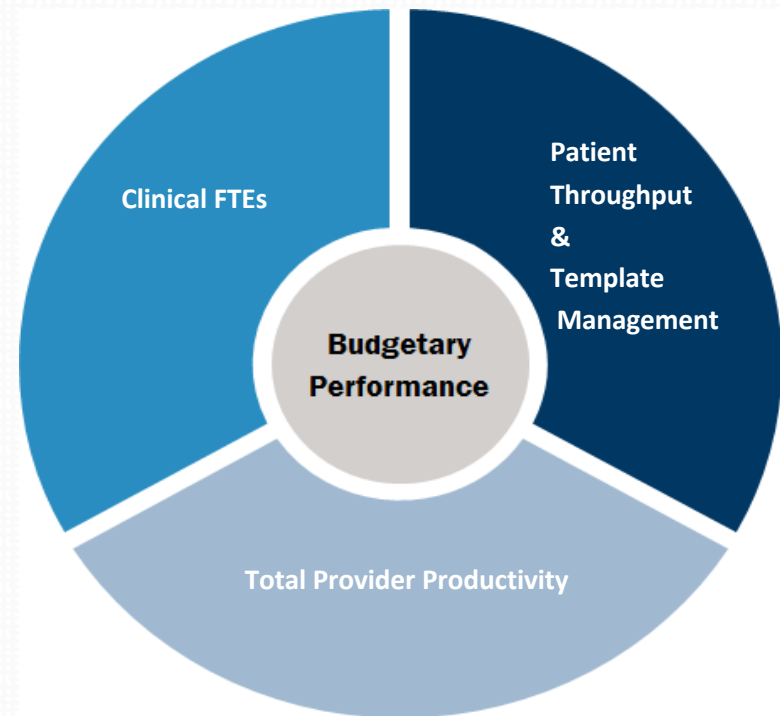 Clinical FTEs
Patient
Throughput
&
Template
Management
Budgetary
Performance
Total Provider Productivity